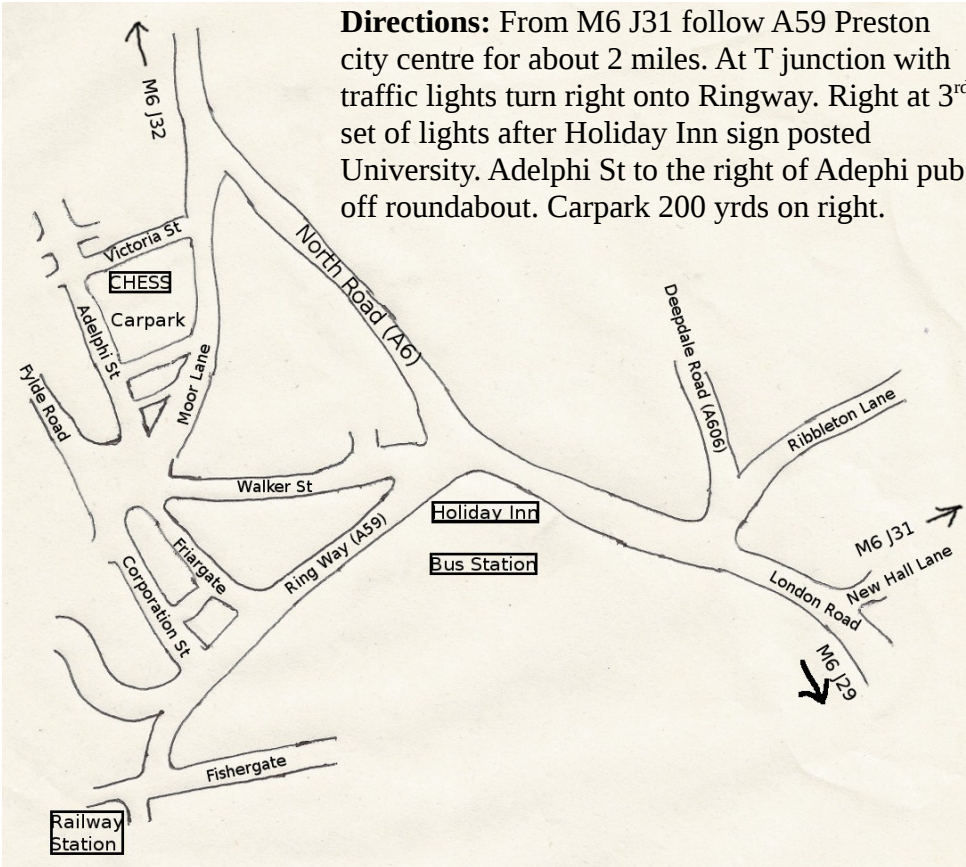 Directions: From M6 J31 follow A59 Preston
city centre for about 2 miles. At T junction with
traffic lights turn right onto Ringway. Right at 3rd
set of lights after Holiday Inn sign posted
University. Adelphi St to the right of Adephi pub
off roundabout. Carpark 200 yrds on right.
M6 J32
Victoria St
CHESS
Carpark
Adelphi St
Fylde Road
Moor Lane
North Road (A6)
Deepdale Road (A606)
Ribbleton Lane
Walker St
Holiday Inn
Bus Station
Ring Way (A59)
Friargate
Corporation St
M6 J31
New Hall Lane
London Road
M6 J29
Fishergate
Railway
Station